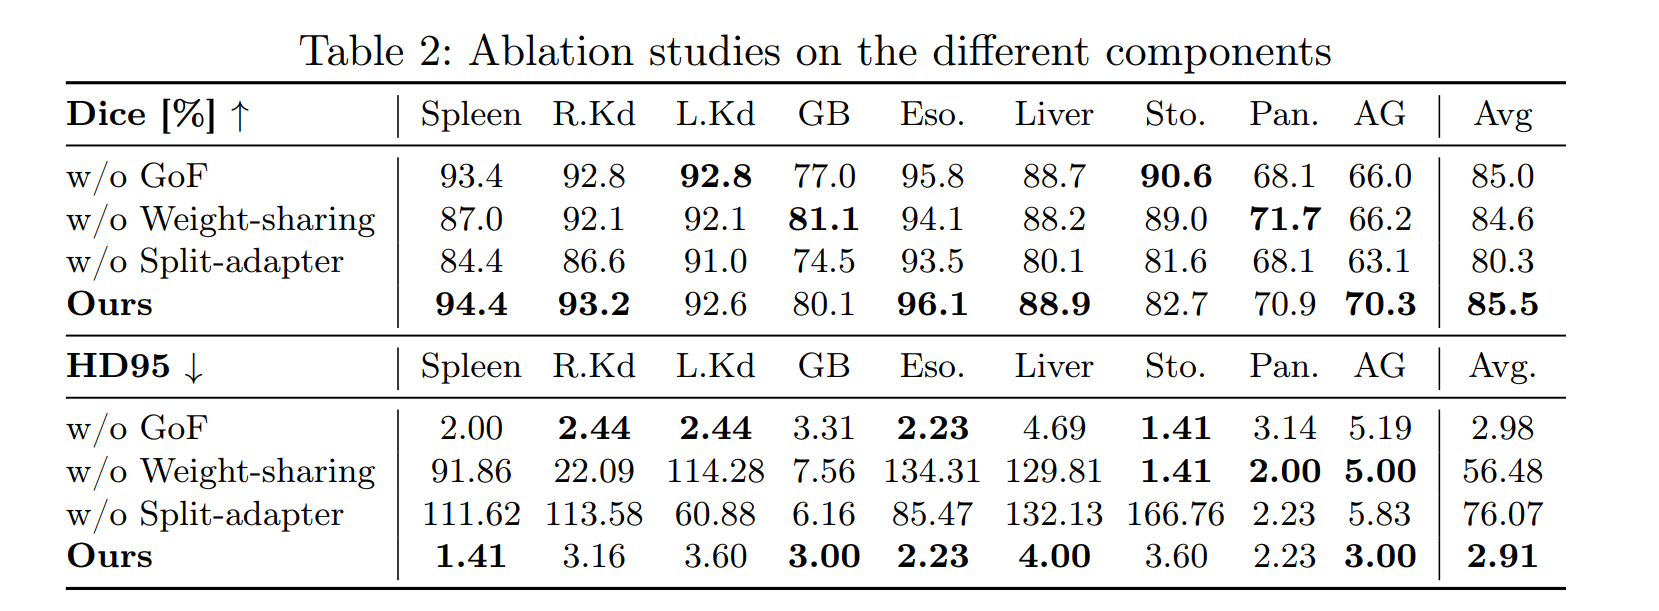 Table 2: Ablation studies on the different components
Dice [%] ↑ Spleen R.Kd L.Kd GB Eso. Liver Sto. Pan. AG Avg
w/o GoF 93.4 92.8 92.8 77.0 95.8 88.7 90.6 68.1 66.0 85.0
w/o Weight-sharing 87.0 92.1 92.1 81.1 94.1 88.2 89.0 71.7 66.2 84.6
w/o Split-adapter 84.4 86.6 91.0 74.5 93.5 80.1 81.6 68.1 63.1 80.3
Ours 94.4 93.2 92.6 80.1 96.1 88.9 82.7 70.9 70.3 85.5
HD95 ↓ Spleen R.Kd L.Kd GB Eso. Liver Sto. Pan. AG Avg.
w/o GoF 2.00 2.44 2.44 3.31 2.23 4.69 1.41 3.14 5.19 2.98
w/o Weight-sharing 91.86 22.09 114.28 7.56 134.31 129.81 1.41 2.00 5.00 56.48
w/o Split-adapter 111.62 113.58 60.88 6.16 85.47 132.13 166.76 2.23 5.83 76.07
Ours 1.41 3.16 3.60 3.00 2.23 4.00 3.60 2.23 3.00 2.91